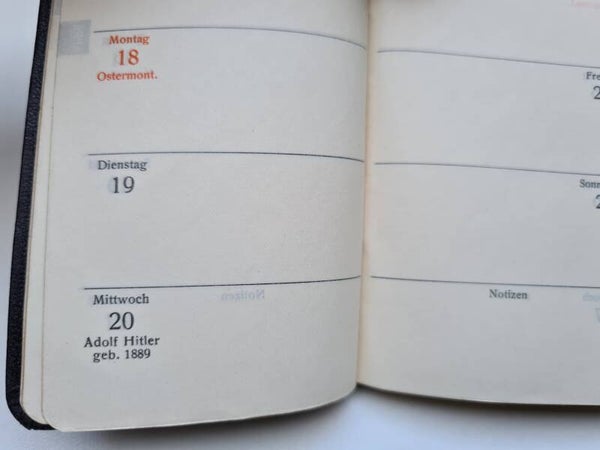 Montag
18
Ostermont.
Dienstag
19
Mittwoch
20
Adolf Hitler
geb. 1889
Notizen
Notizen